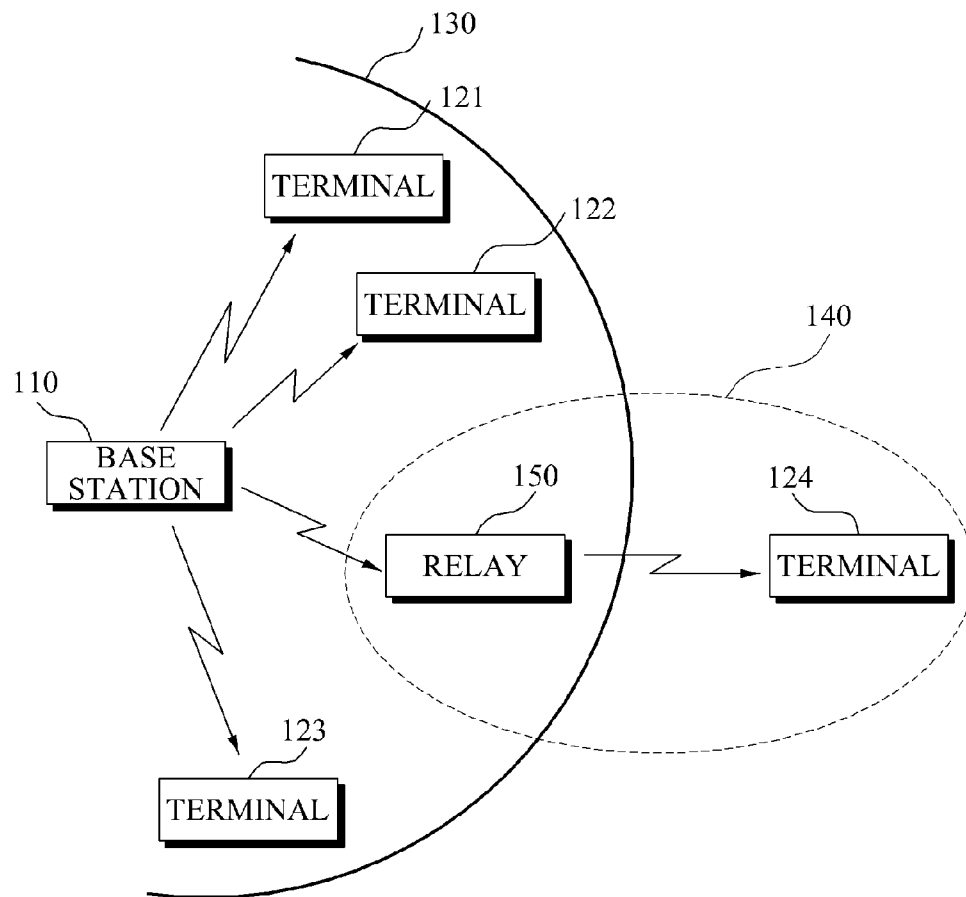 130
121
TERMINAL
122
TERMINAL
140
110
BASE
STATION
150
RELAY
124
TERMINAL
123
TERMINAL